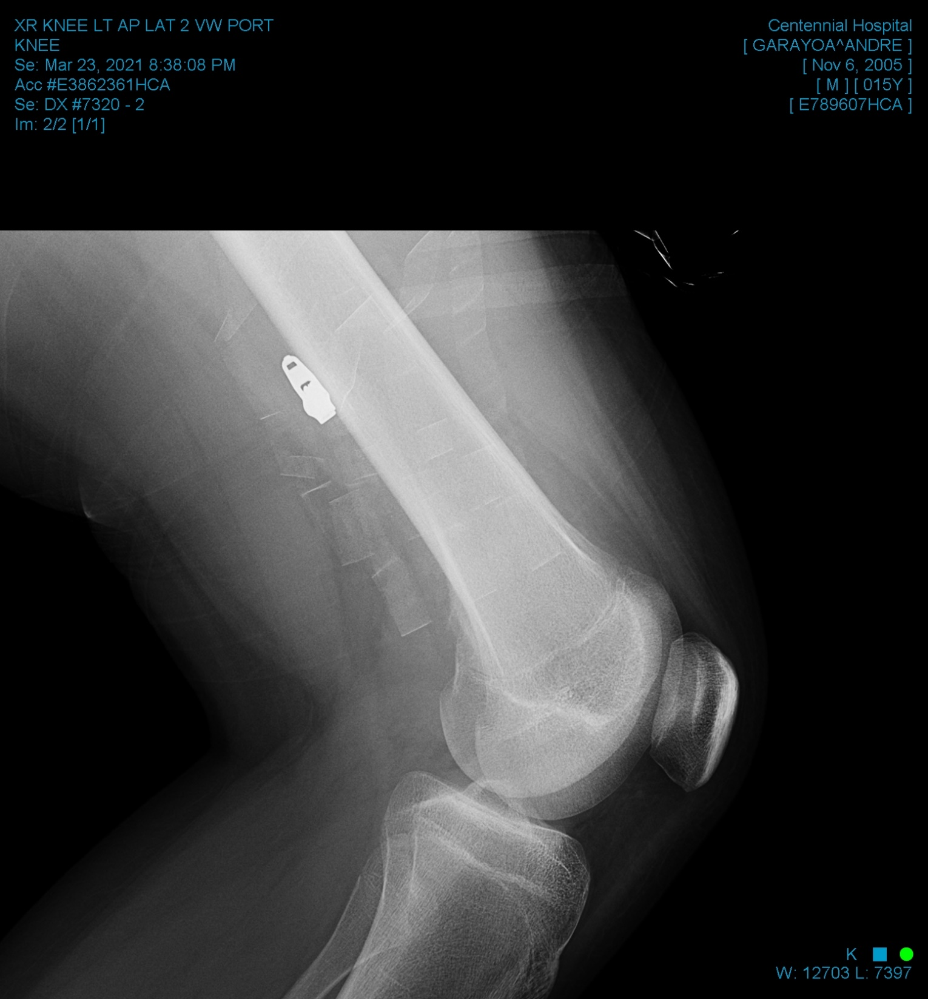 XR KNEE LT AP LAT 2 VW PORT
KNEE
Se: Mar 23, 2021 8:38:08 PM
Acc #E3862361HCA
Se: DX #7320 - 2
Im: 2/2 [1/1]
Centennial Hospital
[ GARAYOA^ANDRE ]
[ Nov 6, 2005 ]
[ M ] [ 015Y ]
[ E789607HCA ]
K
W: 12703 L: 7397